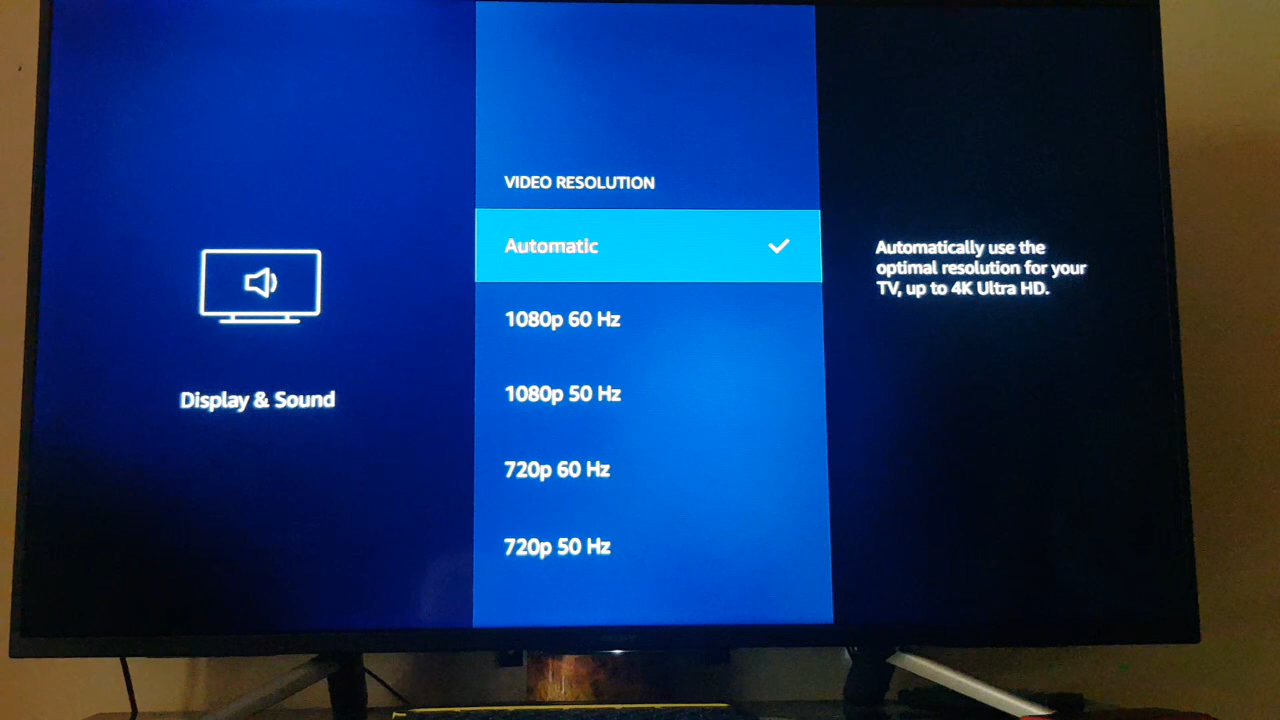 VIDEO RESOLUTION
Automatic
1080p 60 Hz
1080p 50 Hz
720p 60 Hz
720p 50 Hz
Display & Sound
Automatically use the
optimal resolution for your
TV, up to 4K Ultra HD.